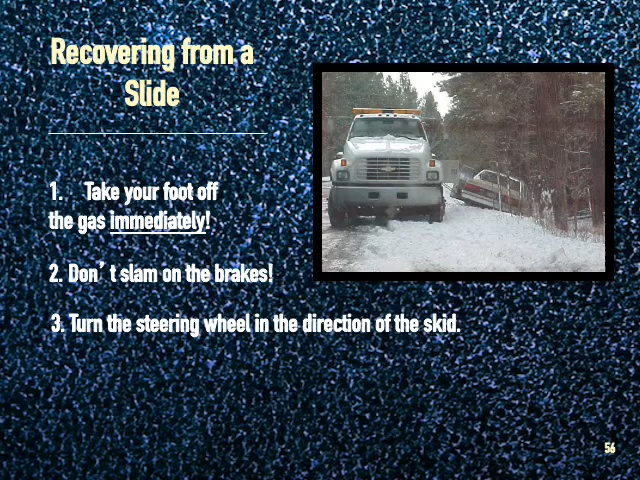 Recovering from a
Slide
1. Take your foot off
the gas immediately!
2. Don’ t slam on the brakes!
3. Turn the steering wheel in the direction of the skid.
56